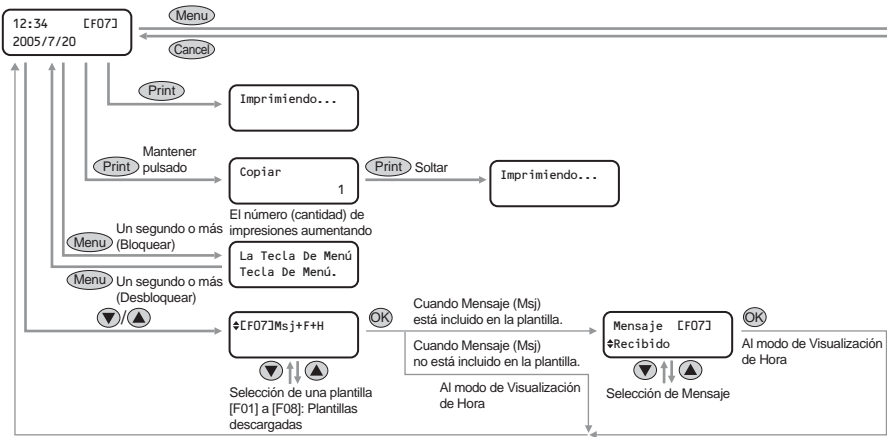 12:34 [F07]
2005/7/20
Menu
Cancel
Print
Imprimiendo...
Print
Mantener
pulsado
Copiar
1
Print
Soltar
Imprimiendo...
El número (cantidad) de
impresiones aumentando
Menu
Un segundo o más
(Bloquear)
La Tecla De Menú
Tecla De Menú.
Menu
Un segundo o más
(Desbloquear)
▼/▲
♦[F07]Msj+F+H
OK
Cuando Mensaje (Msj)
está incluido en la plantilla.
Cuando Mensaje (Msj)
no está incluido en la plantilla.
Al modo de Visualización
de Hora
▼ ▲
Selección de una plantilla
[F01] a [F08]: Plantillas
descargadas
Mensaje [F07]
♦Recibido
OK
Al modo de Visualización
de Hora
▼ ▲
Selección de Mensaje